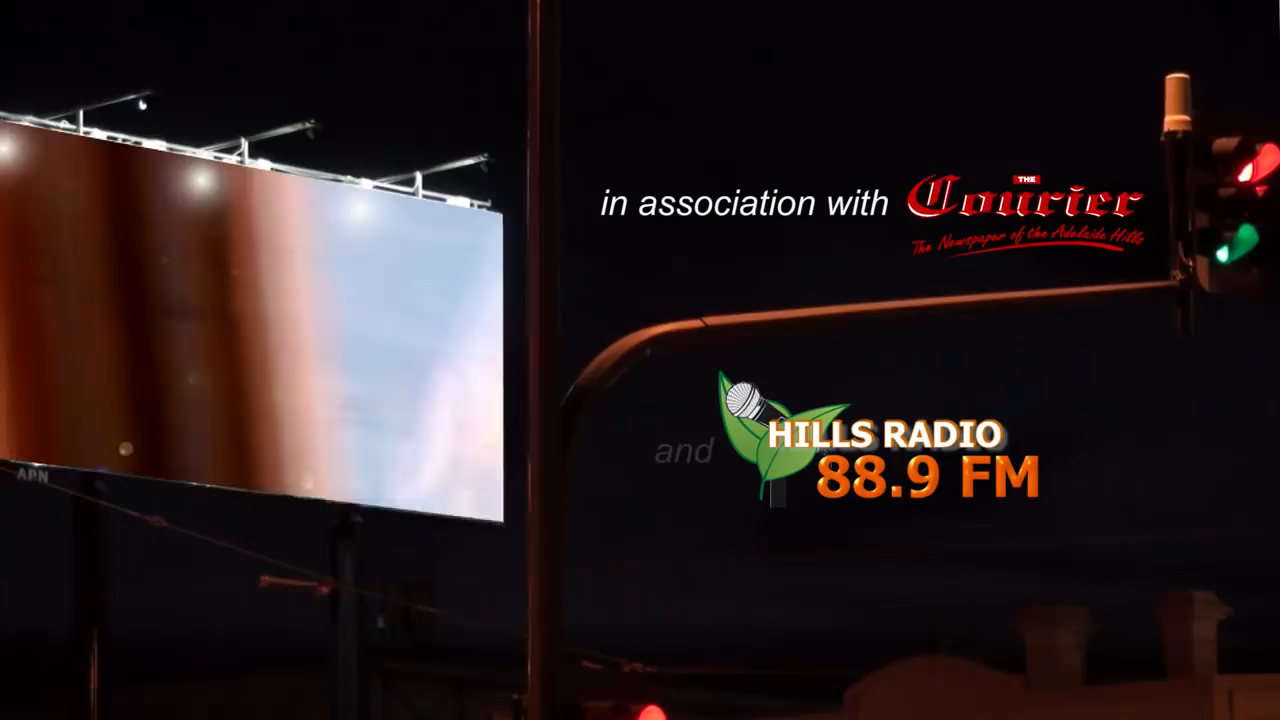 in association with
THE
Courier
The Newspaper of the Adelaide Hills
and
HILLS RADIO
88.9 FM
APN